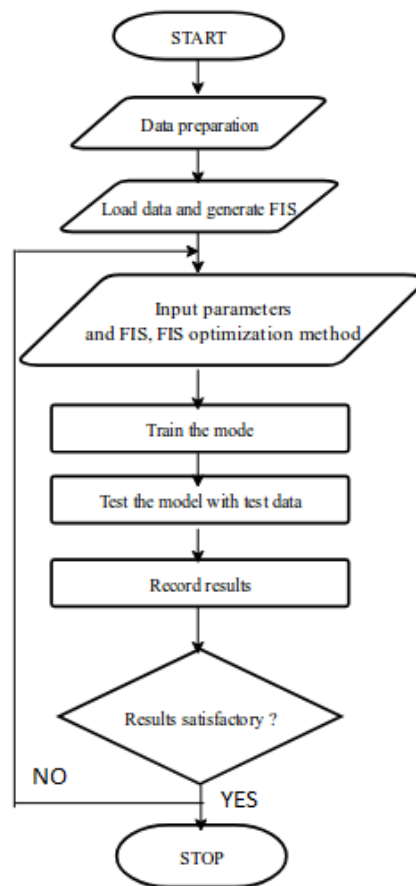 START
Data preparation
Load data and generate FIS
Input parameters
and FIS, FIS optimization method
Train the mode
Test the model with test data
Record results
Results satisfactory ?
NO
YES
STOP